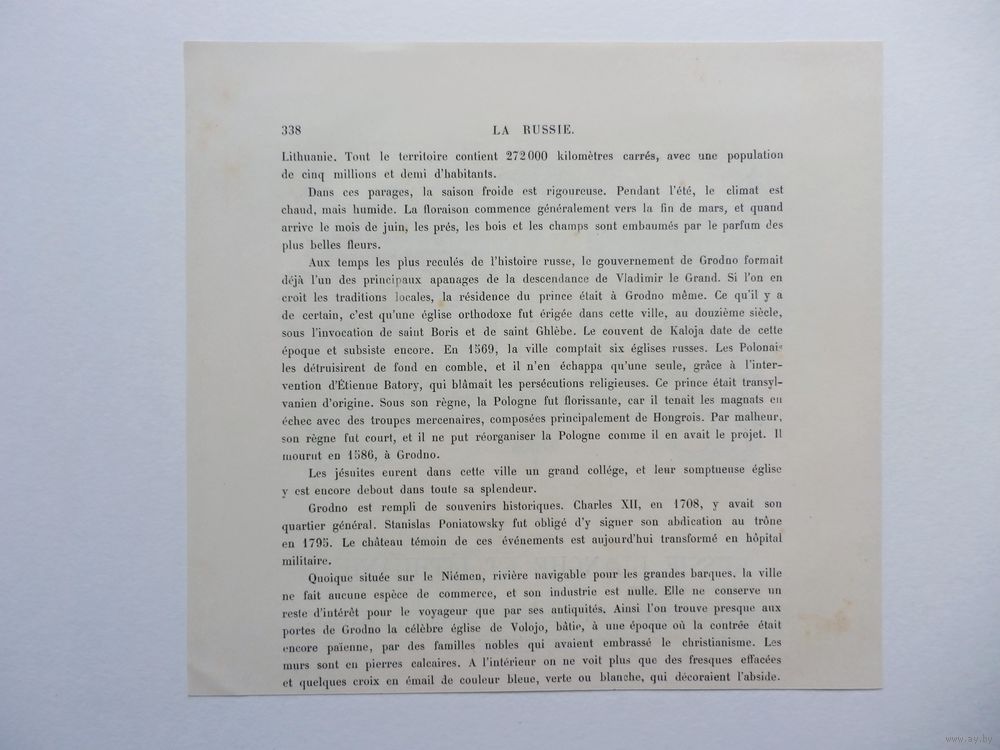 338
LA RUSSIE.
Lithuanie. Tout le territoire contient 272000 kilomètres carrés, avec une population
de cinq millions et demi d'habitants.
Dans ces parages, la saison froide est rigoureuse. Pendant l'été, le climat est
chaud, mais humide. La floraison commence généralement vers la fin de mars, et quand
arrive le mois de juin, les prés, les bois et les champs sont embaumés par le parfum des
plus belles fleurs.
Aux temps les plus reculés de l'histoire russe, le gouvernement de Grodno formait
déjà l'un des principaux apanages de la descendance de Vladimir le Grand. Si l'on en
croit les traditions locales, la résidence du prince était à Grodno même. Ce qu'il y a
de certain, c'est qu'une église orthodoxe fut érigée dans cette ville, au douzième siècle,
sous l'invocation de saint Boris et de saint Ghlèbe. Le couvent de Kaloja date de cette
époque et subsiste encore. En 1569, la ville comptait six églises russes. Les Polonais
les détruisirent de fond en comble, et il n'en échappa qu'une seule, grâce à l'inter-
vention d'Étienne Batory, qui blâmait les persécutions religieuses. Ce prince était transyl-
vanien d'origine. Sous son règne, la Pologne fut florissante, car il tenait les magnats en
échec avec des troupes mercenaires, composées principalement de Hongrois. Par malheur,
son règne fut court, et il ne put réorganiser la Pologne comme il en avait le projet. Il
mourut en 1586, à Grodno.
Les jésuites eurent dans cette ville un grand collége, et leur somptueuse église
y est encore debout dans toute sa splendeur.
Grodno est rempli de souvenirs historiques. Charles XII, en 1708, y avait son
quartier général. Stanislas Poniatowsky fut obligé d'y signer son abdication au trône
en 1795. Le château témoin de ces événements est aujourd'hui transformé en hôpital
militaire.
Quoique située sur le Niémen, rivière navigable pour les grandes barques, la ville
ne fait aucune espèce de commerce, et son industrie est nulle. Elle ne conserve un
reste d'intérêt pour le voyageur que par ses antiquités. Ainsi l'on trouve presque aux
portes de Grodno la célèbre église de Volojo, bâtie, à une époque où la contrée était
encore païenne, par des familles nobles qui avaient embrassé le christianisme. Les
murs sont en pierres calcaires. A l'intérieur on ne voit plus que des fresques effacées
et quelques croix en émail de couleur bleue, verte ou blanche, qui décoraient l'abside.
www.ay.by